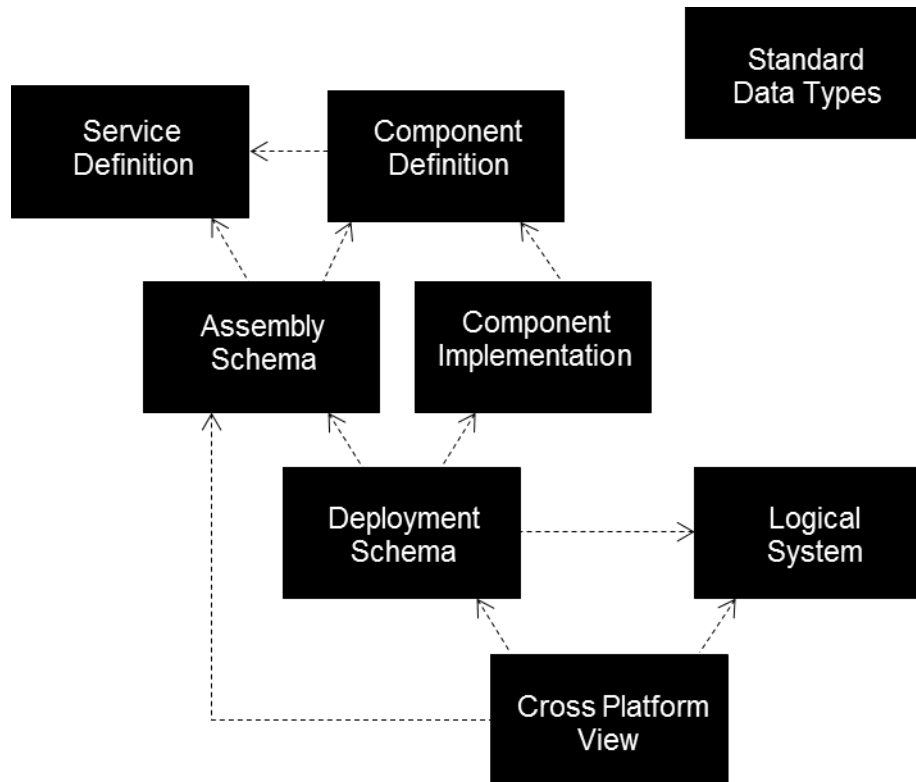 Standard
Data Types
Service
Definition
Component
Definition
Assembly
Schema
Component
Implementation
Deployment
Schema
Logical
System
Cross Platform
View